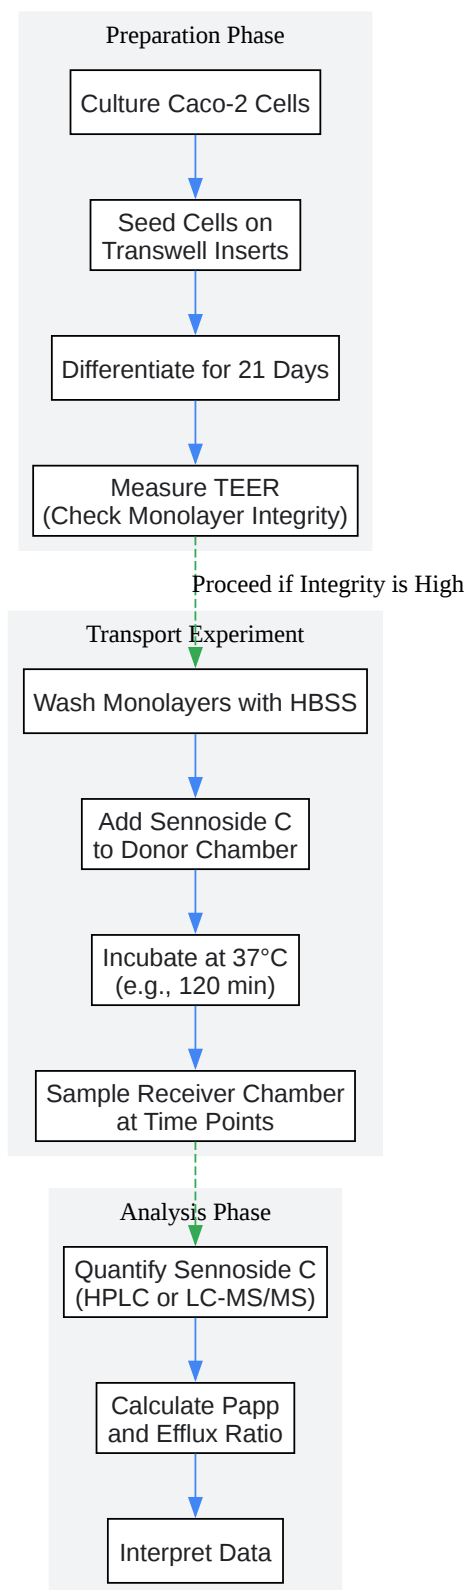 Preparation Phase
Culture Caco-2 Cells
Seed Cells on
Transwell Inserts
Differentiate for 21 Days
Measure TEER
(Check Monolayer Integrity)
Proceed if Integrity is High
Transport Experiment
Wash Monolayers with HBSS
Add Sennoside C
to Donor Chamber
Incubate at 37°C
(e.g., 120 min)
Sample Receiver Chamber
at Time Points
Analysis Phase
Quantify Sennoside C
(HPLC or LC-MS/MS)
Calculate Papp
and Efflux Ratio
Interpret Data